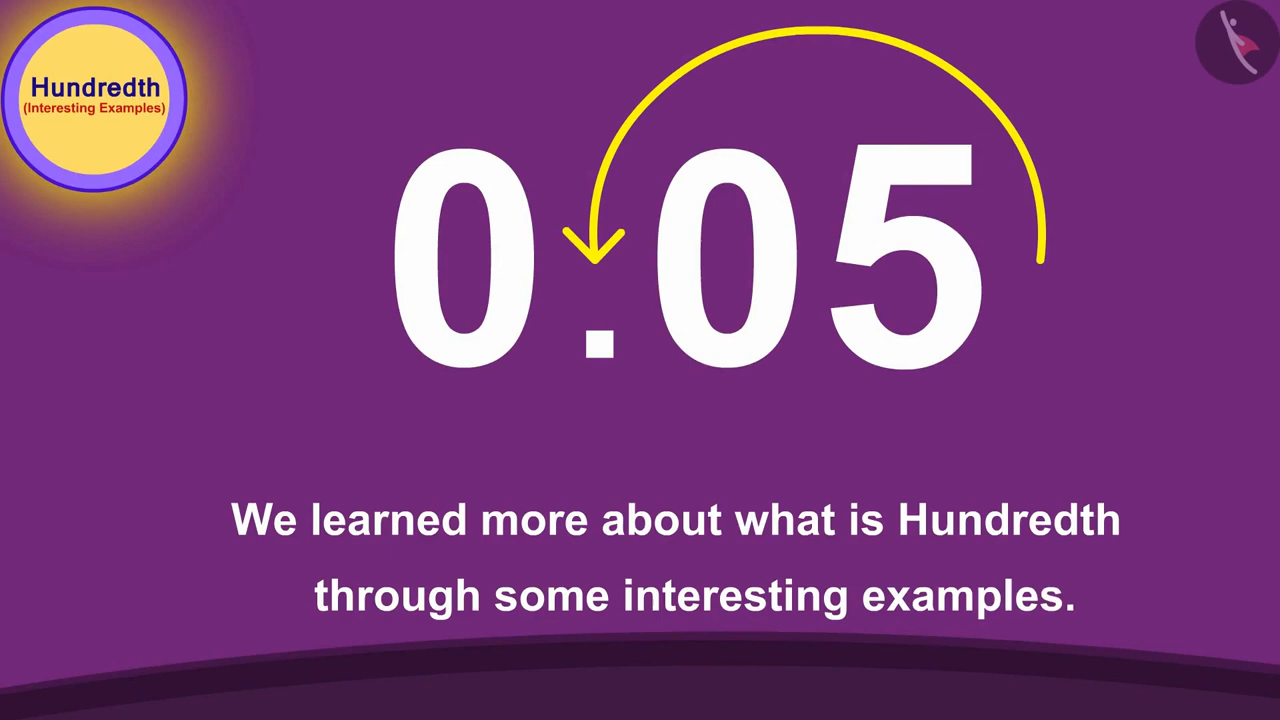 Hundredth
(Interesting Examples)
0.05
We learned more about what is Hundredth
through some interesting examples.